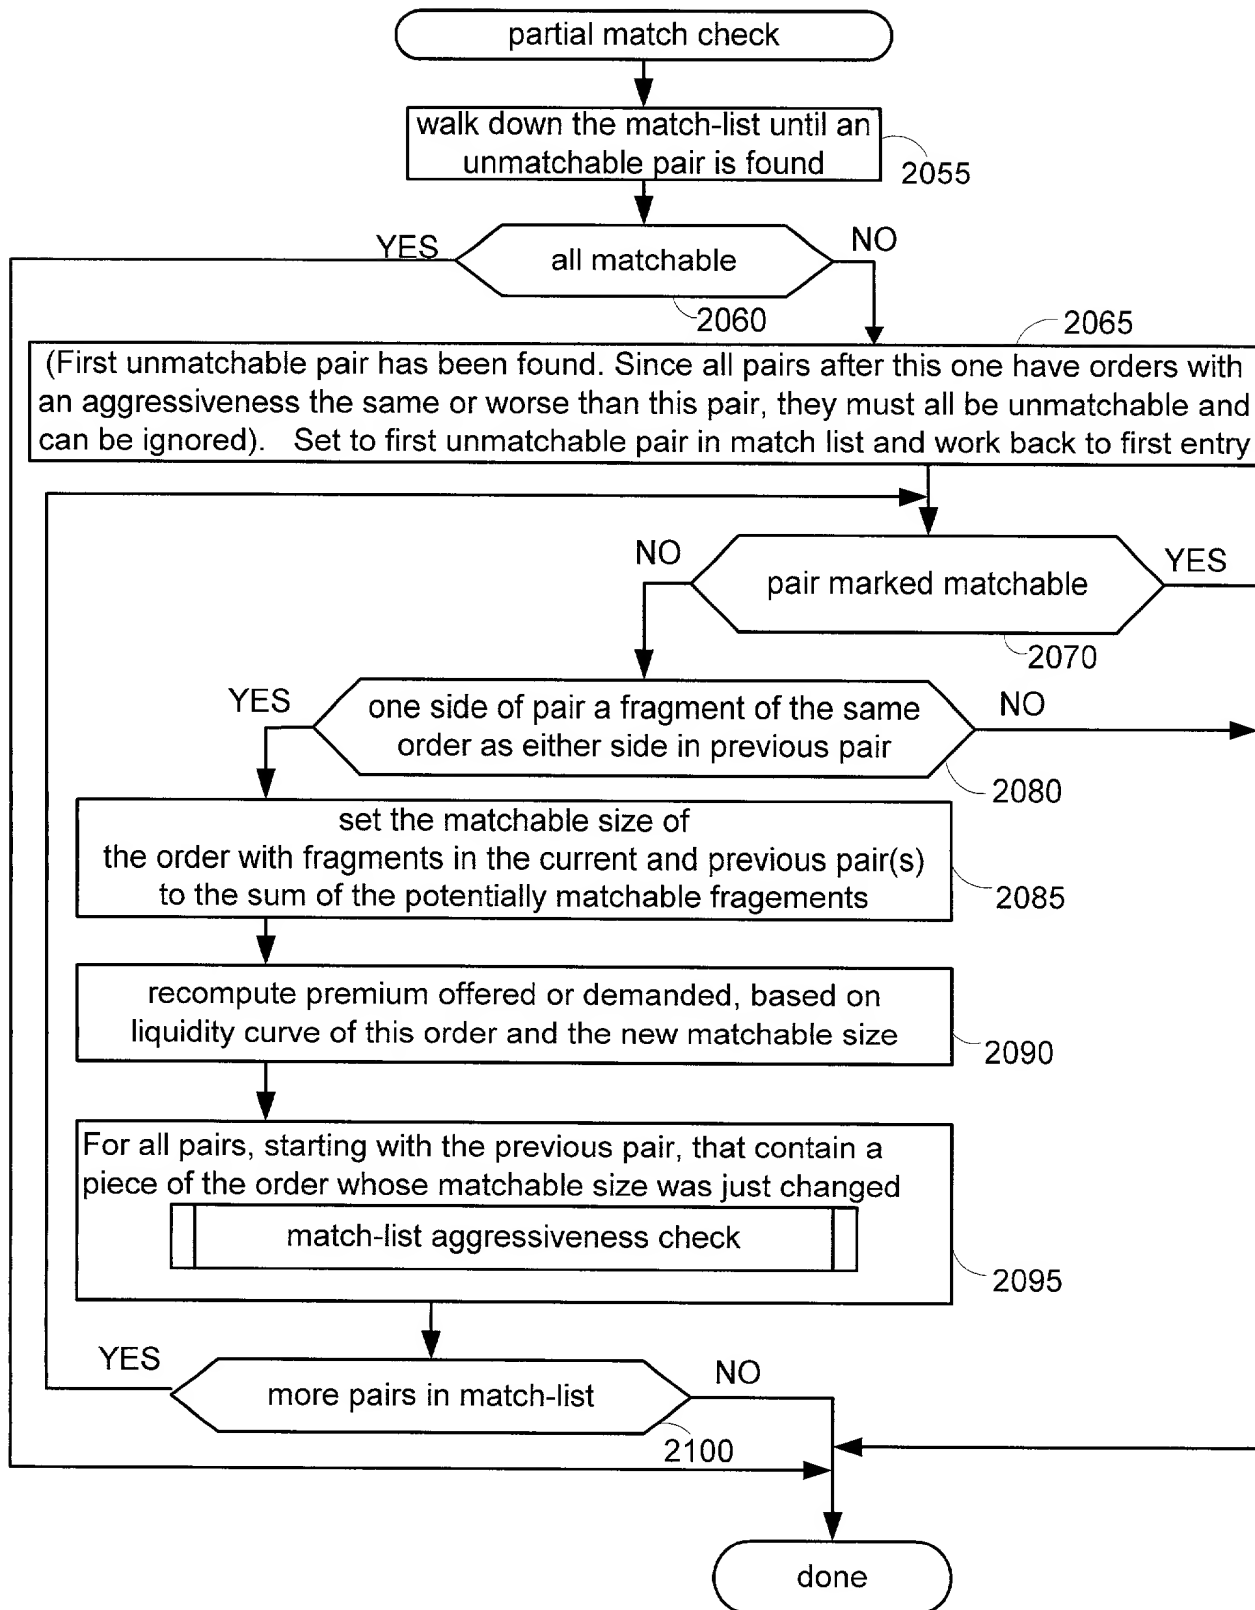 partial match check
walk down the match-list until an
unmatchable pair is found
2055
YES
NO
all matchable
2060
2065
(First unmatchable pair has been found. Since all pairs after this one have orders with
an aggressiveness the same or worse than this pair, they must all be unmatchable and
can be ignored). Set to first unmatchable pair in match list and work back to first entry
NO
YES
pair marked matchable
2070
YES
NO
one side of pair a fragment of the same
order as either side in previous pair
2080
set the matchable size of
the order with fragments in the current and previous pair(s)
to the sum of the potentially matchable fragements
2085
recompute premium offered or demanded, based on
liquidity curve of this order and the new matchable size
2090
For all pairs, starting with the previous pair, that contain a
piece of the order whose matchable size was just changed
match-list aggressiveness check
2095
YES
NO
more pairs in match-list
2100
done